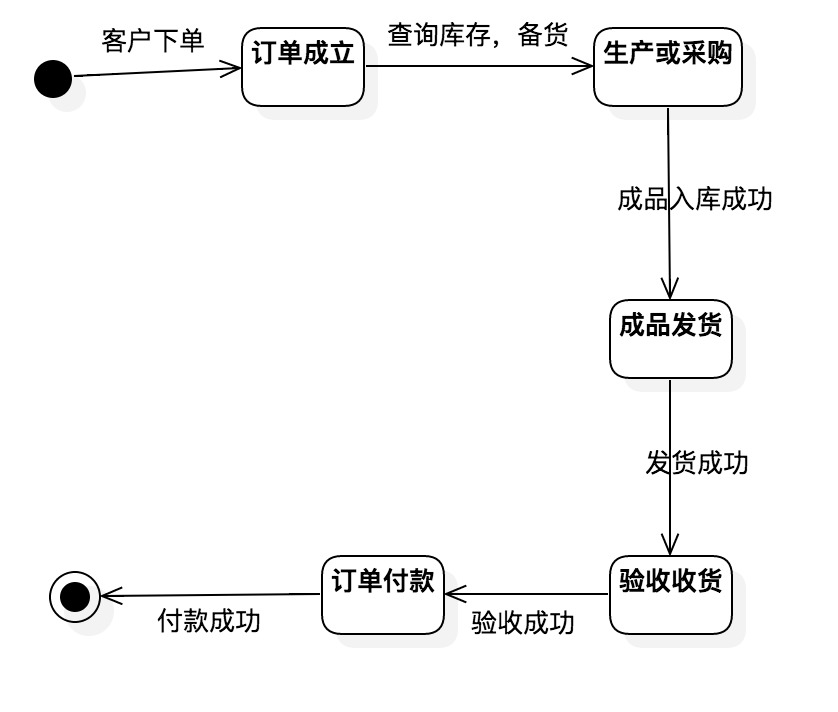 客户下单
订单成立
查询库存，备货
生产或采购
成品入库成功
成品发货
发货成功
验收收货
验收成功
订单付款
付款成功